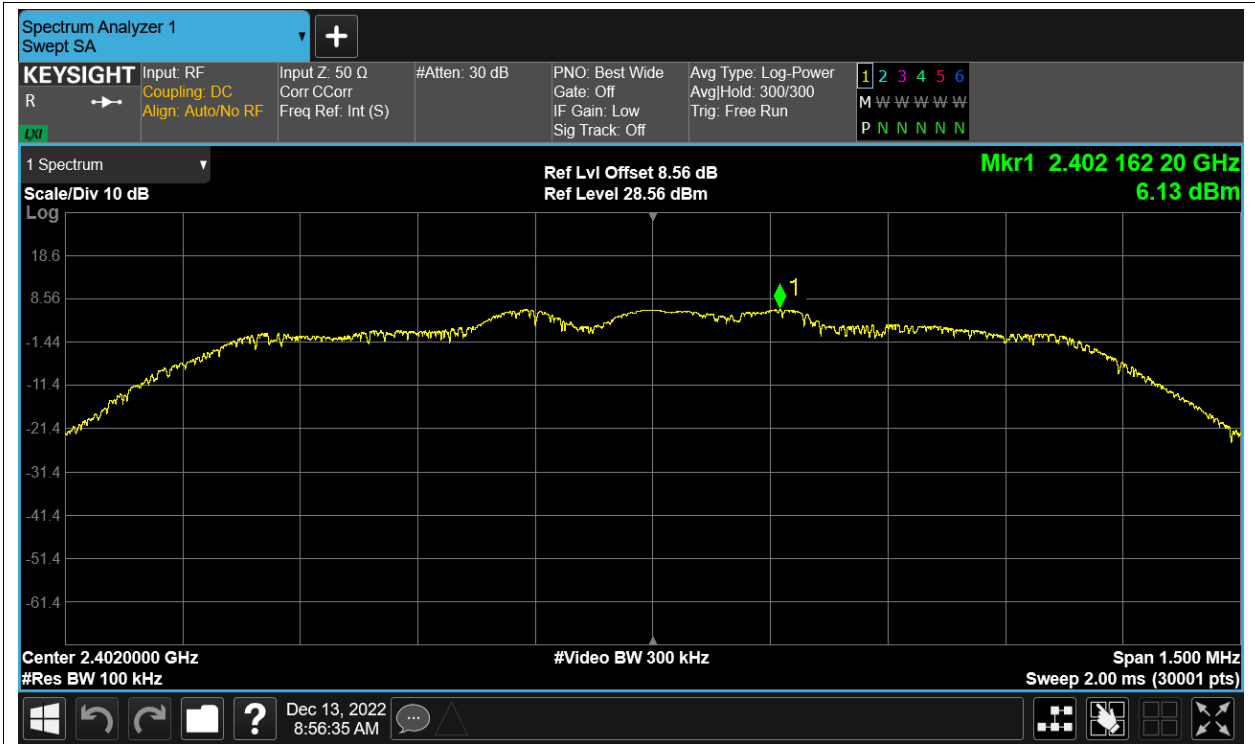 Spectrum Analyzer 1
Swept SA
KEYSIGHT
R
LXI
Input: RF
Coupling: DC
Align: Auto/No RF
Input Z: 50 Ω
Corr CCorr
Freq Ref: Int (S)
#Atten: 30 dB
PNO: Best Wide
Gate: Off
IF Gain: Low
Sig Track: Off
Avg Type: Log-Power
Avg|Hold: 300/300
Trig: Free Run
1 2 3 4 5 6
M W W W W W
P N N N N N
1 Spectrum
Scale/Div 10 dB
Log
Ref Lvl Offset 8.56 dB
Ref Level 28.56 dBm
Mkr1 2.402 162 20 GHz
6.13 dBm
18.6
8.56
1
-1.44
-11.4
-21.4
-31.4
-41.4
-51.4
-61.4
Center 2.4020000 GHz
#Video BW 300 kHz
Span 1.500 MHz
#Res BW 100 kHz
Sweep 2.00 ms (30001 pts)
?
Dec 13, 2022
8:56:35 AM